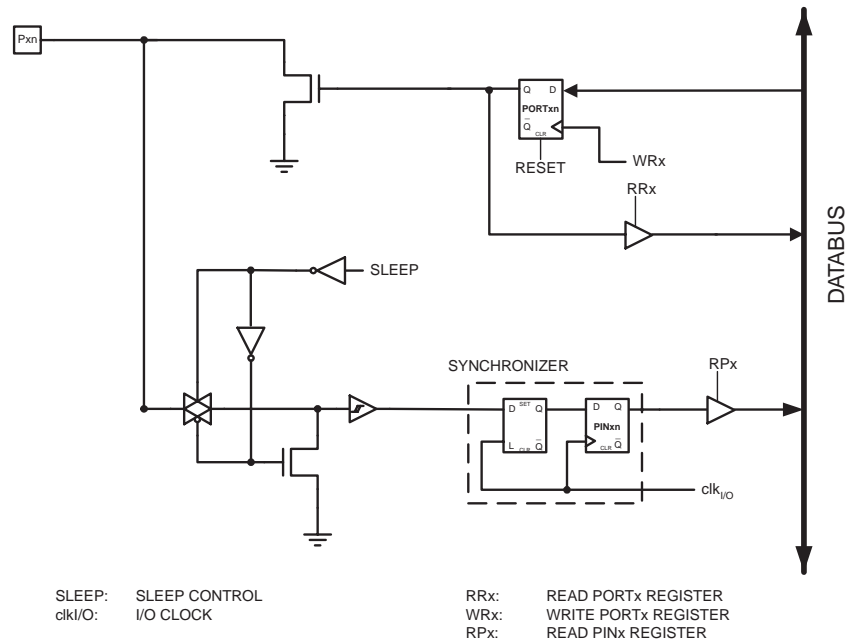 Pxn
Q D
PORTxn
Q
CLR
RESET
WRx
RRx
SLEEP
DATABUS
SYNCHRONIZER
RPx
D SET Q
L CLR Q
D Q
PINxn
CLR Q
clkI/O
SLEEP: SLEEP CONTROL
clkI/O: I/O CLOCK
RRx: READ PORTx REGISTER
WRx: WRITE PORTx REGISTER
RPx: READ PINx REGISTER